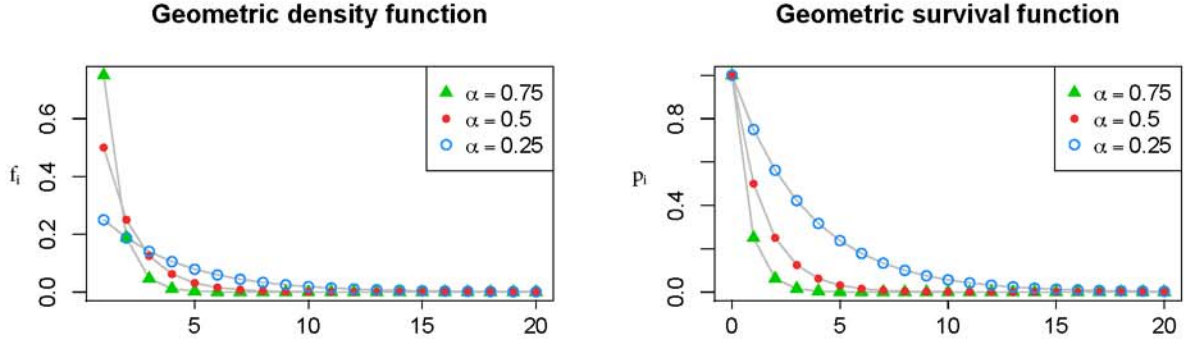 Geometric density function
f_i
0.0 0.2 0.4 0.6
5 10 15 20
α = 0.75
α = 0.5
α = 0.25
Geometric survival function
p_i
0.0 0.4 0.8
0 5 10 15 20
α = 0.75
α = 0.5
α = 0.25